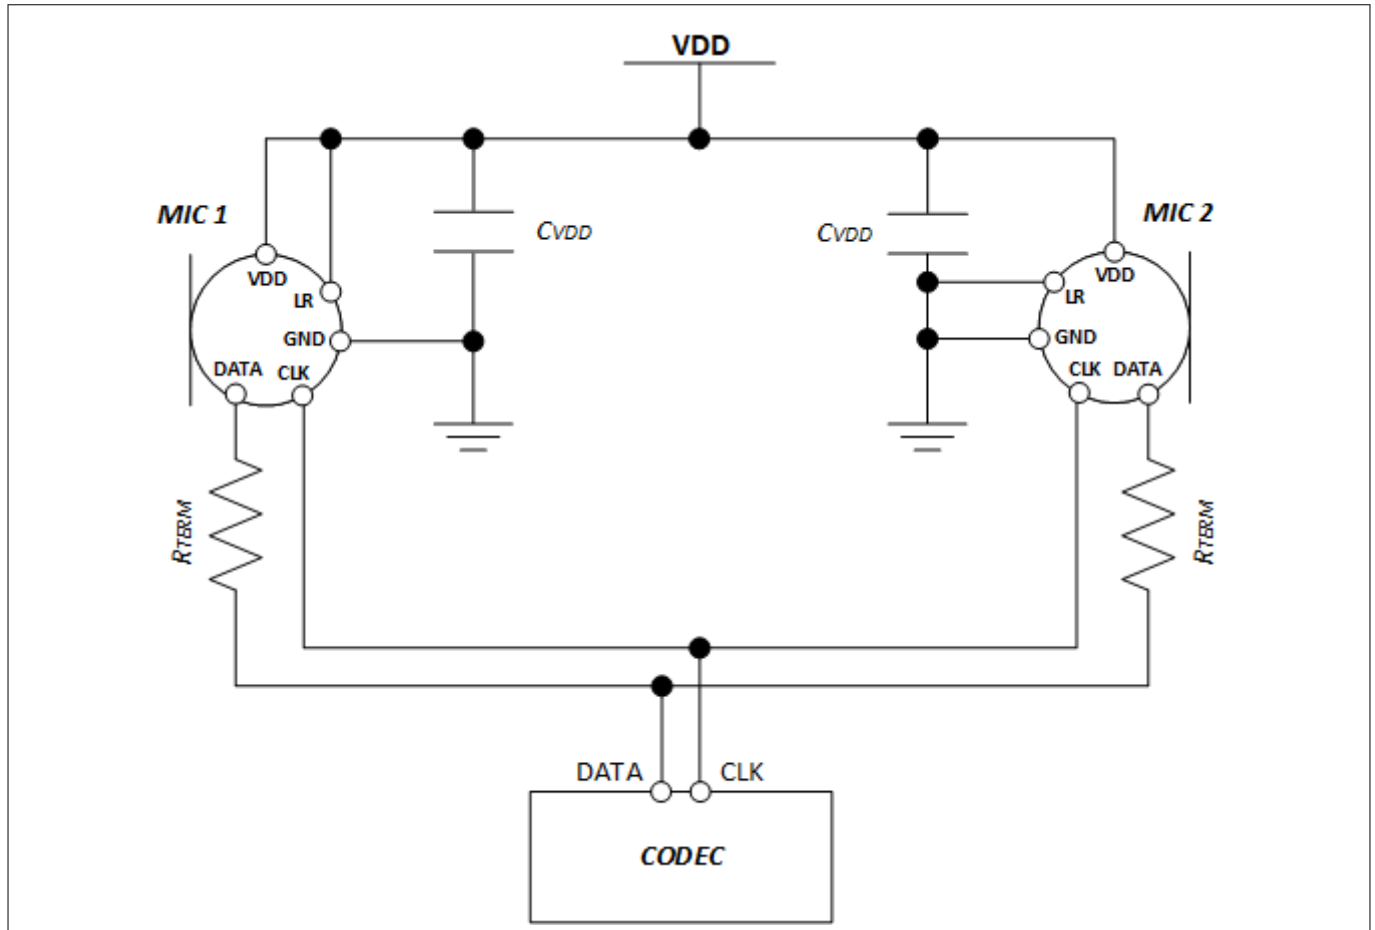 VDD
MIC 1
CVDD
CVDD
MIC 2
VDD
LR
GND
DATA CLK
VDD
LR
GND
CLK DATA
RTERM
RTERM
DATA CLK
CODEC